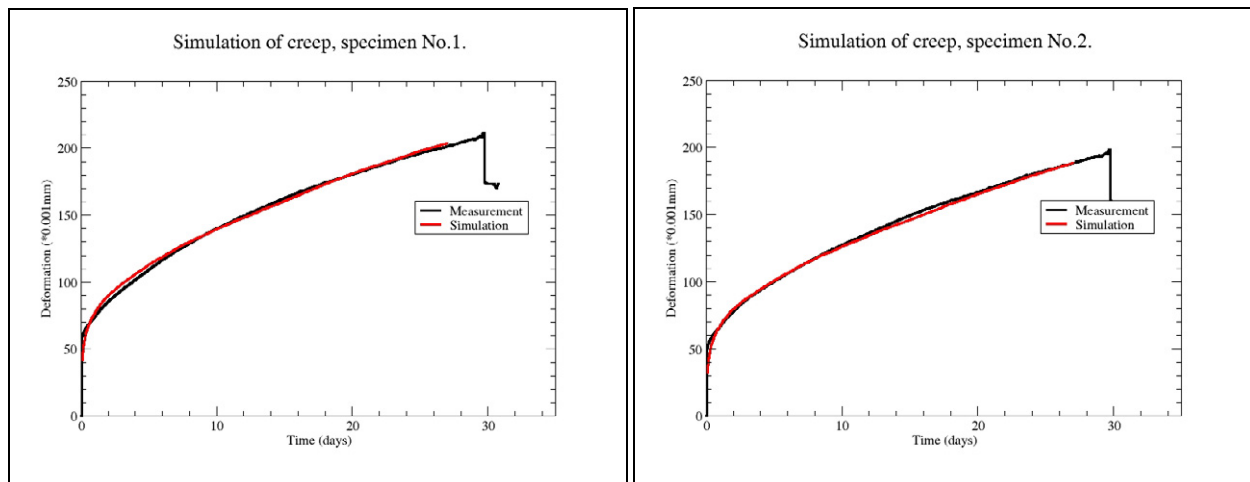 Simulation of creep, specimen No.1.
250
200
150
100
50
0
Deformation (*0.001mm)
Measurement
Simulation
0
10
20
30
Time (days)
Simulation of creep, specimen No.2.
250
200
150
100
50
0
Deformation (*0.001mm)
Measurement
Simulation
0
10
20
30
Time (days)